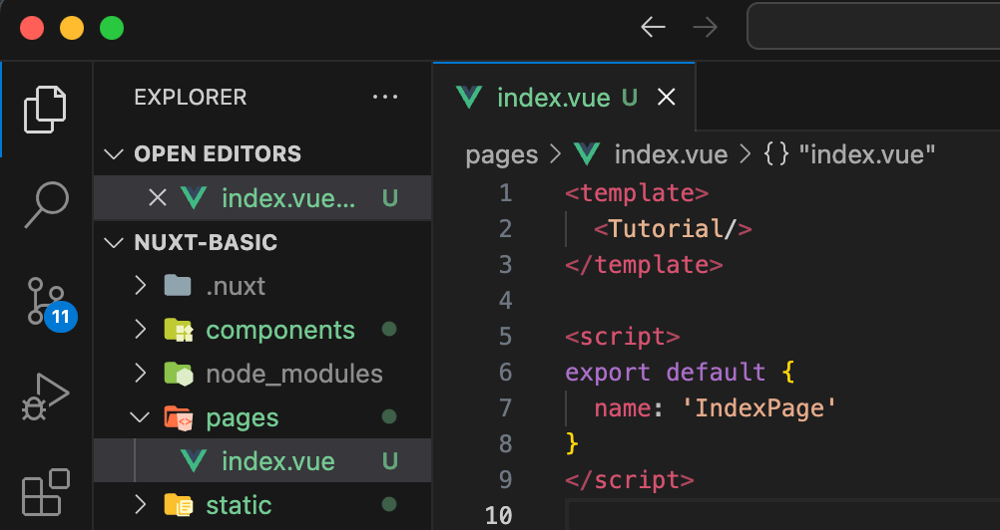 EXPLORER ...
OPEN EDITORS
index.vue... U
NUXT-BASIC
.nuxt
components
node_modules
pages
index.vue U
static
11
index.vue U
pages > index.vue > {} "index.vue"
1 <template>
2 <Tutorial/>
3 </template>
4
5 <script>
6 export default {
7 name: 'IndexPage'
8 }
9 </script>
10